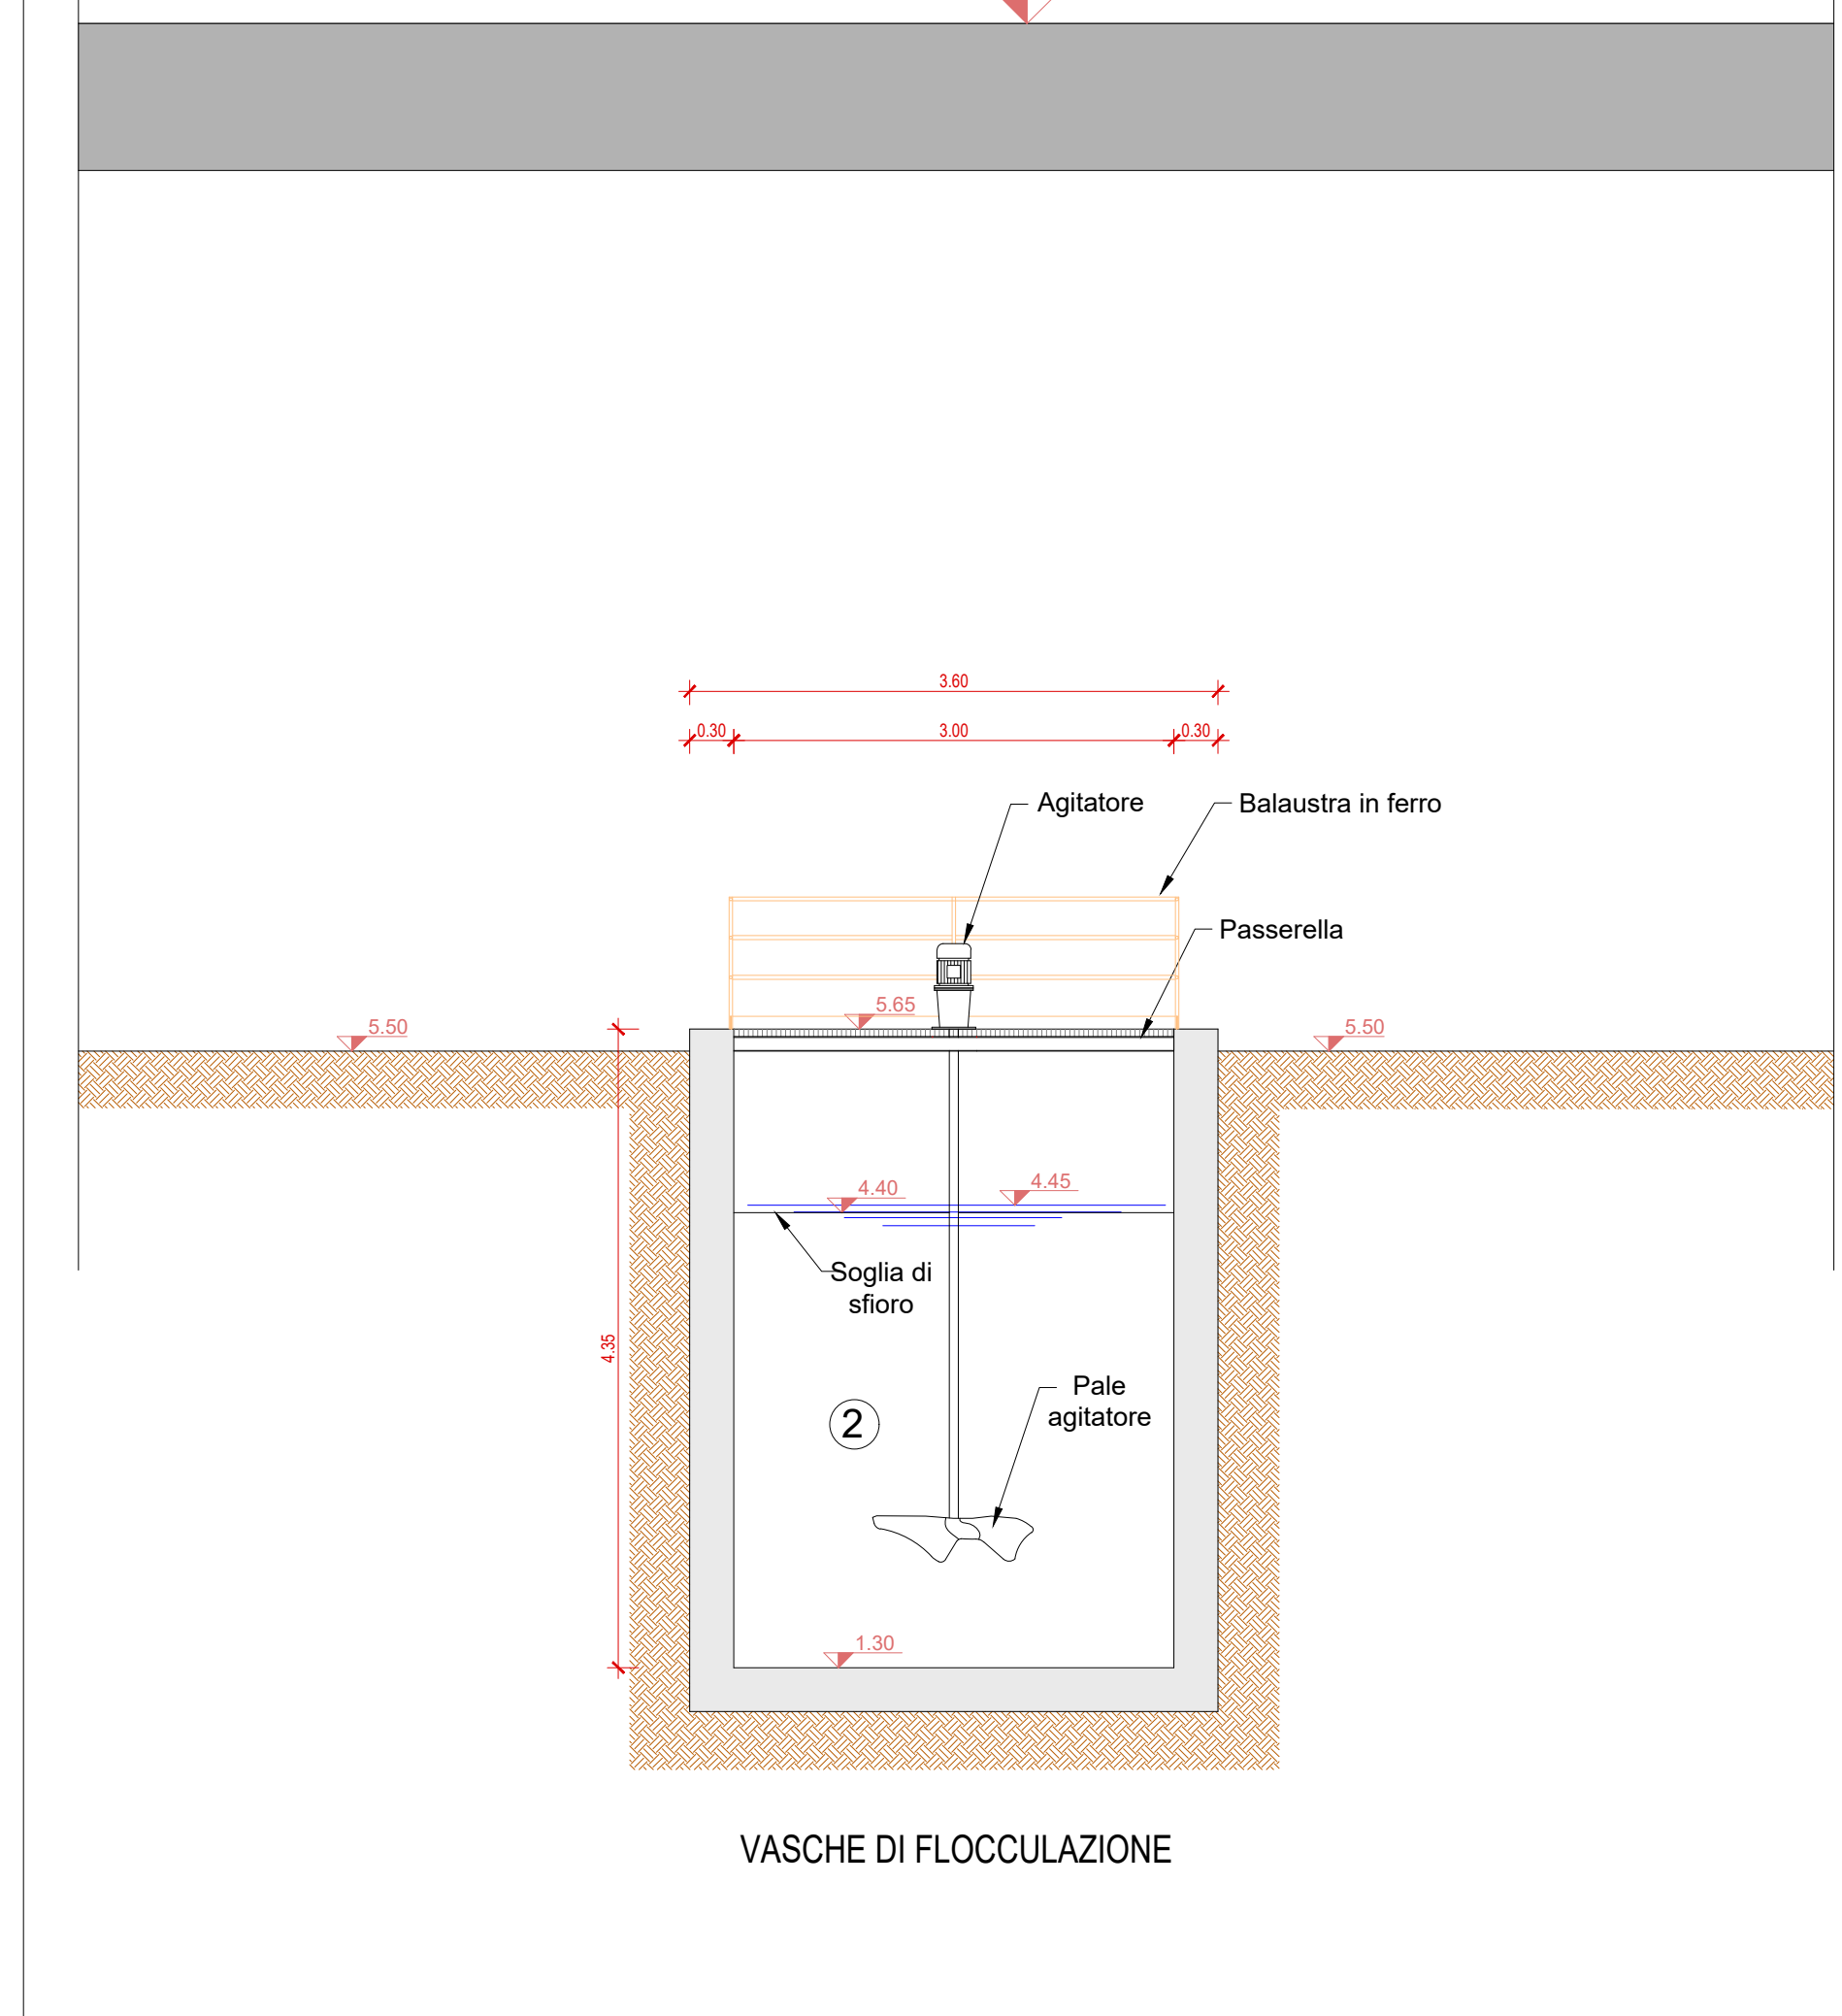 3.60
0.30 3.00 0.30
Agitatore
Balaustra in ferro
Passerella
5.65
5.50
5.50
4.45
4.40
Soglia di
sfioro
4.35
Pale
agitatore
2
1.30
VASCHE DI FLOCCULAZIONE